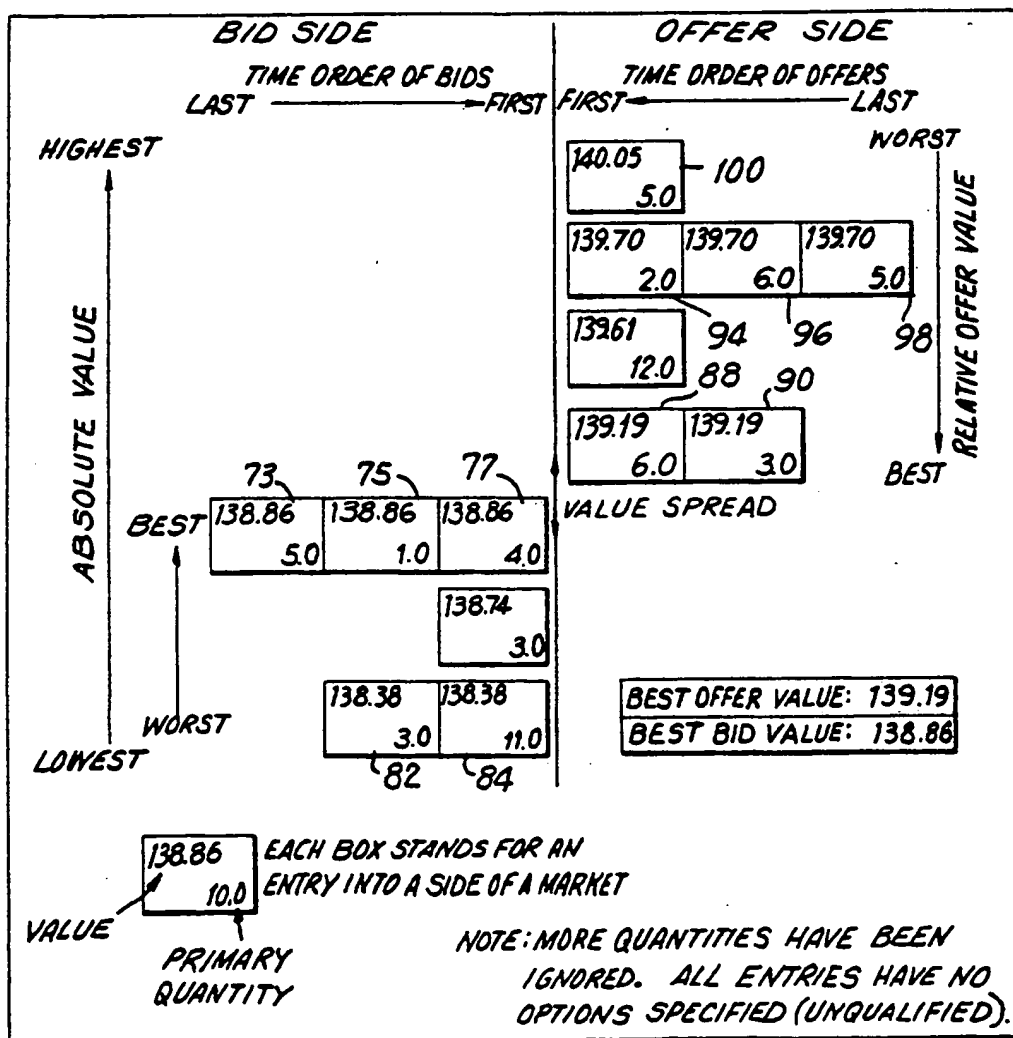 BID SIDE
OFFER SIDE
TIME ORDER OF BIDS
TIME ORDER OF OFFERS
LAST
FIRST
FIRST
LAST
HIGHEST
WORST
140.05
5.0
100
139.70
139.70
139.70
2.0
6.0
5.0
94
96
98
139.61
12.0
88
90
139.19
139.19
6.0
3.0
RELATIVE OFFER VALUE
BEST
ABSOLUTE VALUE
73
75
77
VALUE SPREAD
BEST
138.86
138.86
138.86
5.0
1.0
4.0
138.74
3.0
138.38
138.38
3.0
11.0
WORST
LOWEST
82
84
BEST OFFER VALUE: 139.19
BEST BID VALUE: 138.86
138.86
10.0
EACH BOX STANDS FOR AN
ENTRY INTO A SIDE OF A MARKET
VALUE
PRIMARY
QUANTITY
NOTE: MORE QUANTITIES HAVE BEEN
IGNORED. ALL ENTRIES HAVE NO
OPTIONS SPECIFIED (UNQUALIFIED).